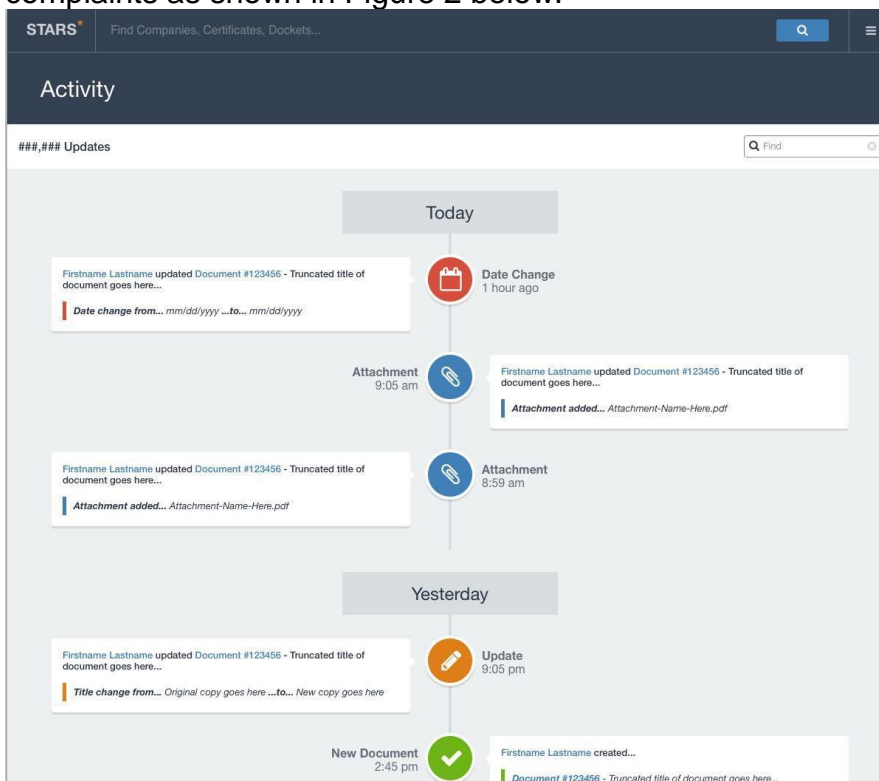 complaints as shown in Figure 2 below.
STARS*
Find Companies, Certificates, Dockets...
Activity
###,### Updates
Find
Today
Firstname Lastname updated Document #123456 - Truncated title of
document goes here...
Date change from... mm/dd/yyyy ...to... mm/dd/yyyy
Date Change
1 hour ago
Attachment
9:05 am
Firstname Lastname updated Document #123456 - Truncated title of
document goes here...
Attachment added... Attachment-Name-Here.pdf
Firstname Lastname updated Document #123456 - Truncated title of
document goes here...
Attachment added... Attachment-Name-Here.pdf
Attachment
8:59 am
Yesterday
Firstname Lastname updated Document #123456 - Truncated title of
document goes here...
Title change from... Original copy goes here ...to... New copy goes here
Update
9:05 pm
New Document
2:45 pm
Firstname Lastname created...
Document #123456 - Truncated title of document goes here...